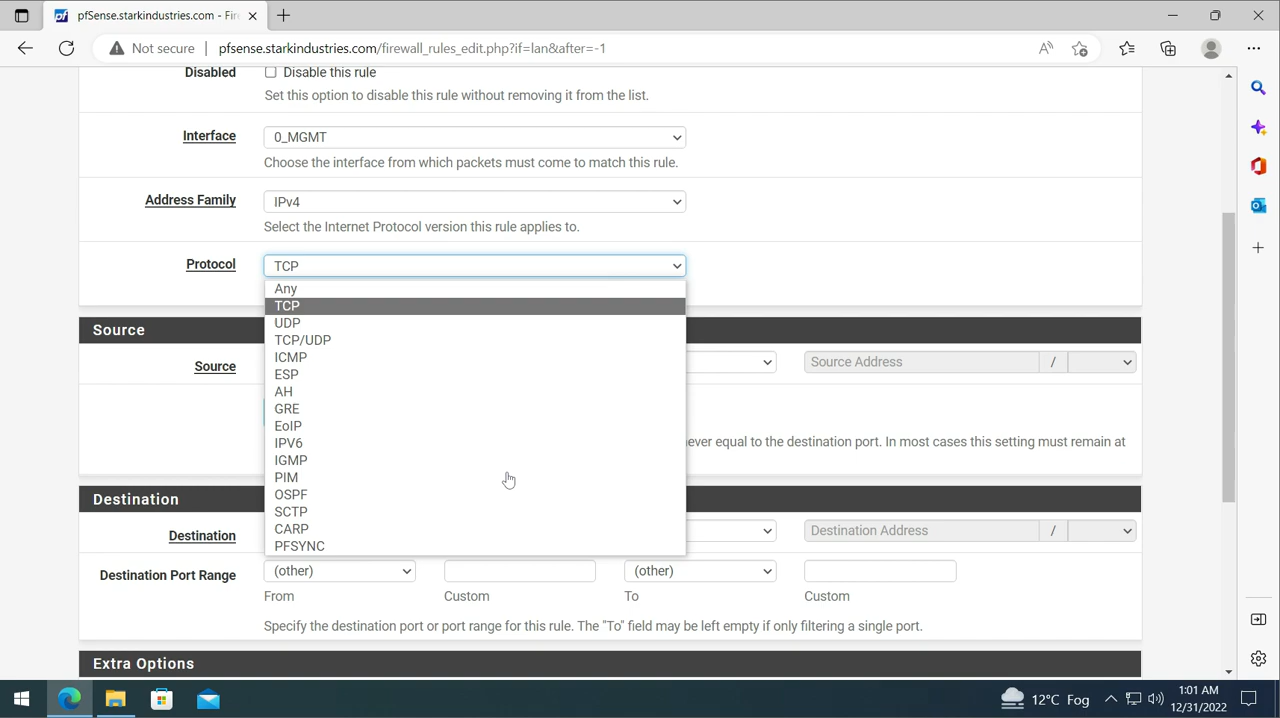 pfSense.starkindustries.com - Fire
Not secure | pfsense.starkindustries.com/firewall_rules_edit.php?if=lan&after=-1
Disabled
Disable this rule
Set this option to disable this rule without removing it from the list.
Interface
0_MGMT
Choose the interface from which packets must come to match this rule.
Address Family
IPv4
Select the Internet Protocol version this rule applies to.
Protocol
TCP
Any
TCP
UDP
TCP/UDP
ICMP
ESP
AH
GRE
EoIP
IPV6
IGMP
PIM
OSPF
SCTP
CARP
PFSYNC
Source
Source
Source Address /
ever equal to the destination port. In most cases this setting must remain at
Destination
Destination
Destination Address /
Destination Port Range
(other) (other)
From Custom To Custom
Specify the destination port or port range for this rule. The "To" field may be left empty if only filtering a single port.
Extra Options
12°C Fog
1:01 AM
12/31/2022